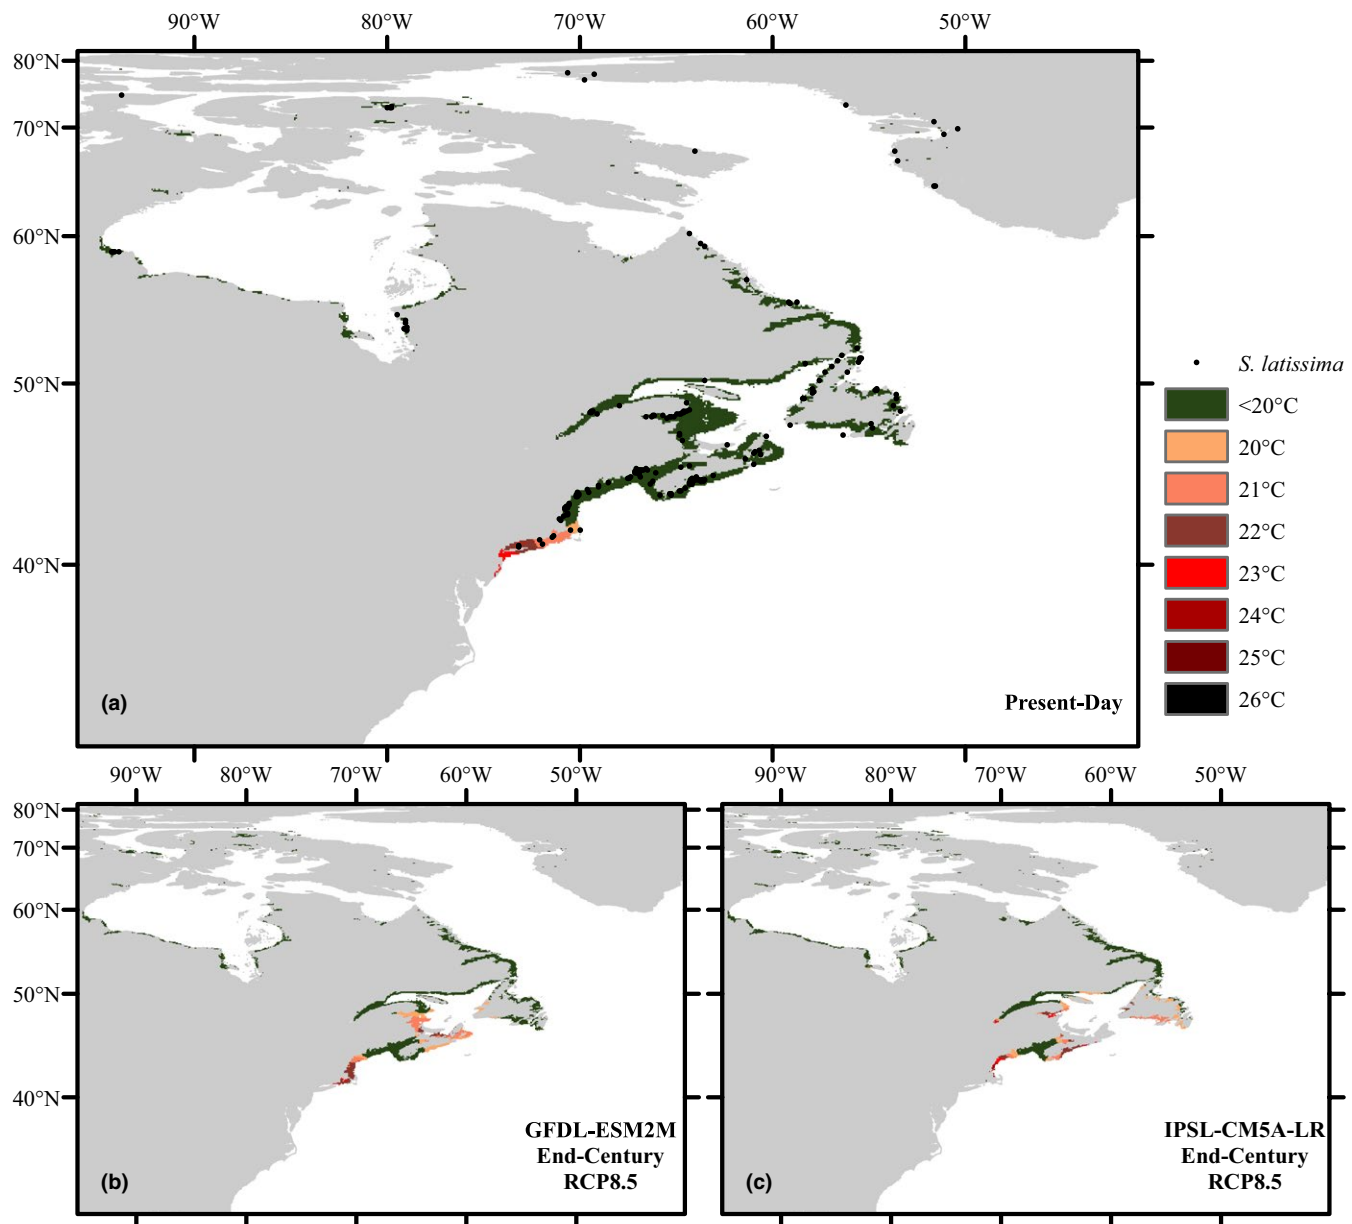 90°W 80°W 70°W 60°W 50°W
80°N
70°N
60°N
50°N
40°N
(a)
Present-Day
S. latissima
<20°C
20°C
21°C
22°C
23°C
24°C
25°C
26°C
90°W 80°W 70°W 60°W 50°W
80°N
70°N
60°N
50°N
40°N
(b)
GFDL-ESM2M
End-Century
RCP8.5
90°W 80°W 70°W 60°W 50°W
(c)
IPSL-CM5A-LR
End-Century
RCP8.5